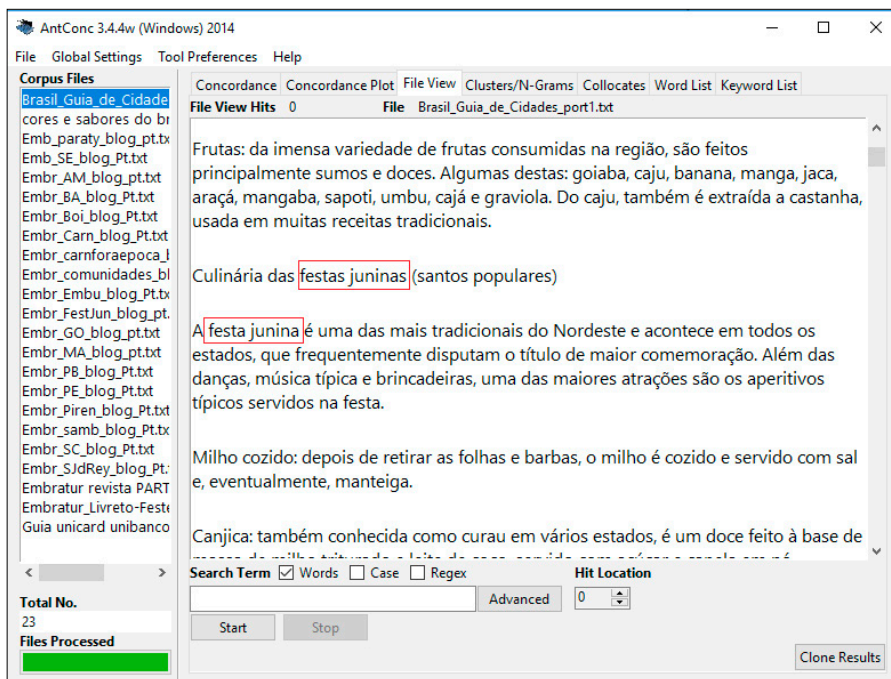 AntConc 3.4.4w (Windows) 2014
File Global Settings Tool Preferences Help
Corpus Files
Brasil_Guia_de_Cidade
cores e sabores do br
Emb_paraty_blog_pt.tx
Emb_SE_blog_Pt.txt
Embr_AM_blog_pt.txt
Embr_BA_blog_Pt.txt
Embr_Boi_blog_Pt.txt
Embr_Carn_blog_Pt.txt
Embr_carnforaepoca_b
Embr_comunidades_bl
Embr_Embu_blog_Pt.tx
Embr_FestJun_blog_pt.
Embr_GO_blog_pt.txt
Embr_MA_blog_pt.txt
Embr_PB_blog_Pt.txt
Embr_PE_blog_Pt.txt
Embr_Piren_blog_Pt.txt
Embr_samb_blog_Pt.txt
Embr_SC_blog_Pt.txt
Embr_SJdRey_blog_Pt.
Embratur revista PART
Embratur_Livreto-Feste
Guia unicard unibanco
Total No.
23
Files Processed
Concordance Concordance Plot File View Clusters/N-Grams Collocates Word List Keyword List
File View Hits 0 File Brasil_Guia_de_Cidades_port1.txt
Frutas: da imensa variedade de frutas consumidas na região, são feitos
principalmente sumos e doces. Algumas destas: goiaba, caju, banana, manga, jaca,
araçá, mangaba, sapoti, umbu, cajá e graviola. Do caju, também é extraída a castanha,
usada em muitas receitas tradicionais.
Culinária das festas juninas (santos populares)
A festa junina é uma das mais tradicionais do Nordeste e acontece em todos os
estados, que frequentemente disputam o título de maior comemoração. Além das
danças, música típica e brincadeiras, uma das maiores atrações são os aperitivos
típicos servidos na festa.
Milho cozido: depois de retirar as folhas e barbas, o milho é cozido e servido com sal
e, eventualmente, manteiga.
Canjica: também conhecida como curau em vários estados, é um doce feito à base de
Search Term Words Case Regex Hit Location
Advanced 0
Start Stop
Clone Results